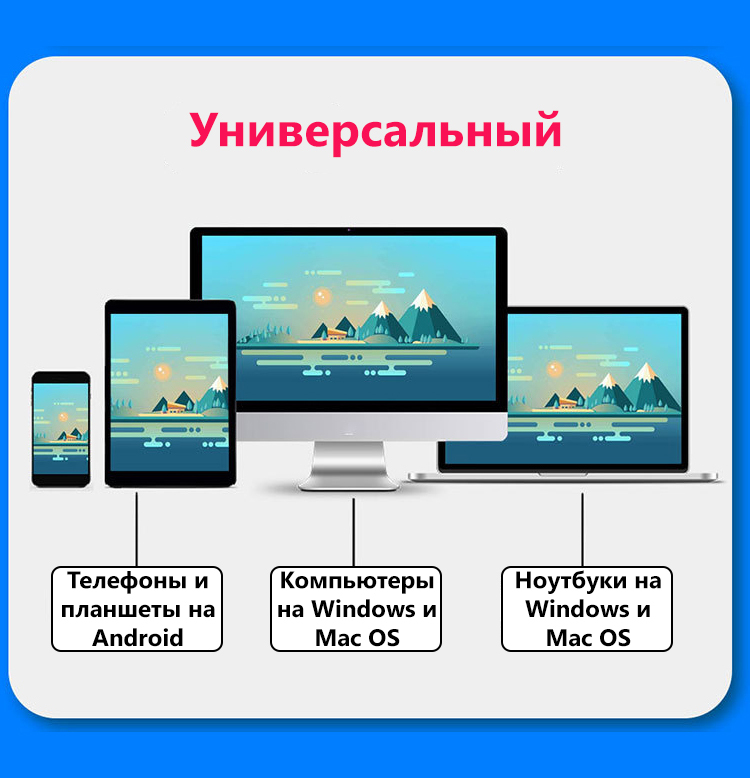 Универсальный
Телефоны и
планшеты на
Android
Компьютеры
на Windows и
Mac OS
Ноутбуки на
Windows и
Mac OS